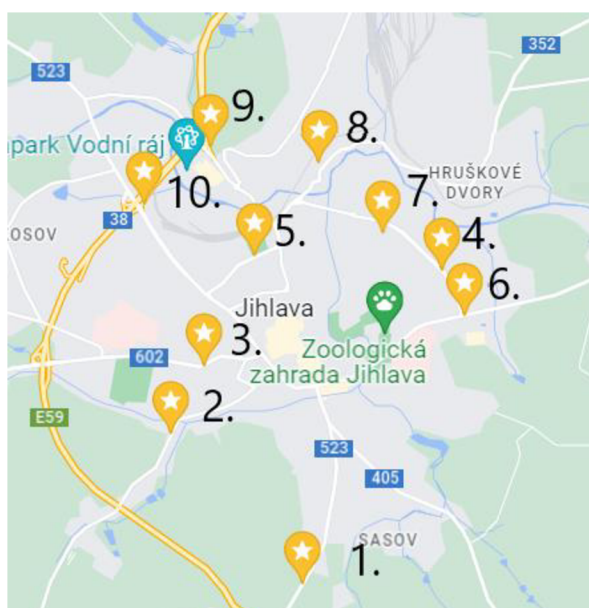 352
523
9.
8.
apark Vodní ráj
HRUŠKOVÉ
DVORY
10.
7.
38
5.
4.
OSOV
6.
Jihlava
3.
Zoologická
zahrada Jihlava
602
2.
E59
523
405
SASOV
1.